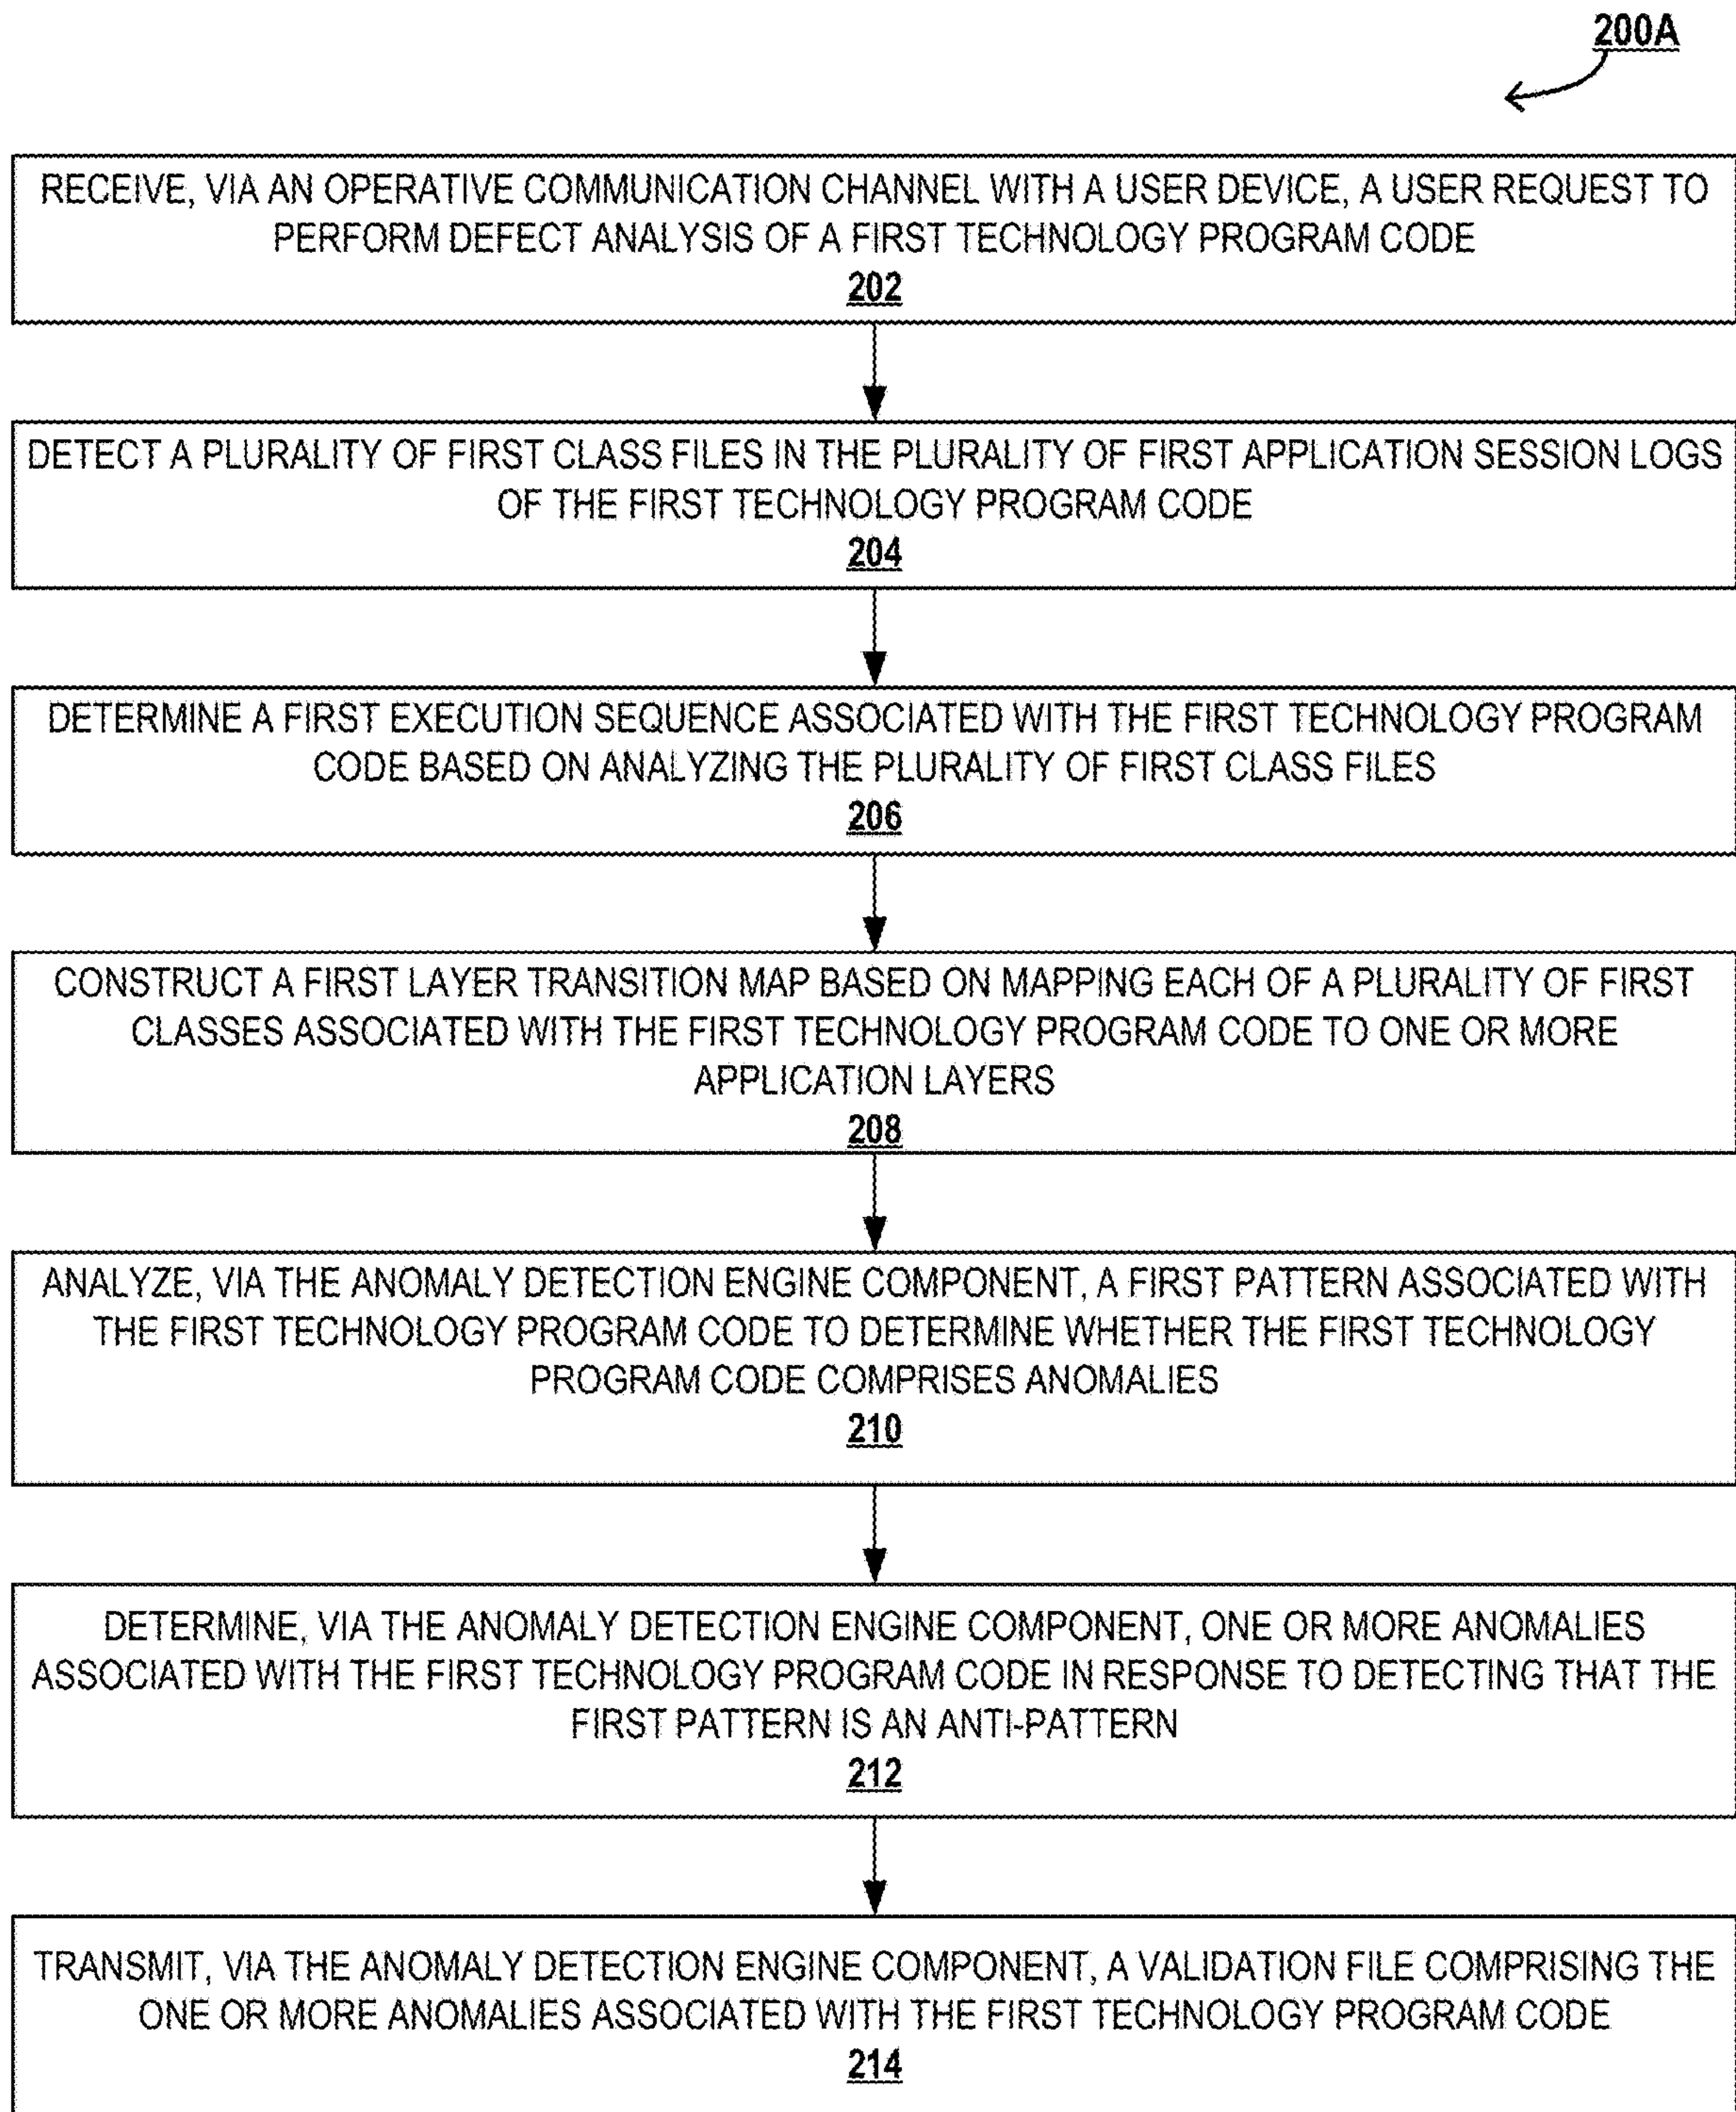 200A
RECEIVE, VIA AN OPERATIVE COMMUNICATION CHANNEL WITH A USER DEVICE, A USER REQUEST TO
PERFORM DEFECT ANALYSIS OF A FIRST TECHNOLOGY PROGRAM CODE
202
DETECT A PLURALITY OF FIRST CLASS FILES IN THE PLURALITY OF FIRST APPLICATION SESSION LOGS
OF THE FIRST TECHNOLOGY PROGRAM CODE
204
DETERMINE A FIRST EXECUTION SEQUENCE ASSOCIATED WITH THE FIRST TECHNOLOGY PROGRAM
CODE BASED ON ANALYZING THE PLURALITY OF FIRST CLASS FILES
206
CONSTRUCT A FIRST LAYER TRANSITION MAP BASED ON MAPPING EACH OF A PLURALITY OF FIRST
CLASSES ASSOCIATED WITH THE FIRST TECHNOLOGY PROGRAM CODE TO ONE OR MORE
APPLICATION LAYERS
208
ANALYZE, VIA THE ANOMALY DETECTION ENGINE COMPONENT, A FIRST PATTERN ASSOCIATED WITH
THE FIRST TECHNOLOGY PROGRAM CODE TO DETERMINE WHETHER THE FIRST TECHNOLOGY
PROGRAM CODE COMPRISES ANOMALIES
210
DETERMINE, VIA THE ANOMALY DETECTION ENGINE COMPONENT, ONE OR MORE ANOMALIES
ASSOCIATED WITH THE FIRST TECHNOLOGY PROGRAM CODE IN RESPONSE TO DETECTING THAT THE
FIRST PATTERN IS AN ANTI-PATTERN
212
TRANSMIT, VIA THE ANOMALY DETECTION ENGINE COMPONENT, A VALIDATION FILE COMPRISING THE
ONE OR MORE ANOMALIES ASSOCIATED WITH THE FIRST TECHNOLOGY PROGRAM CODE
214